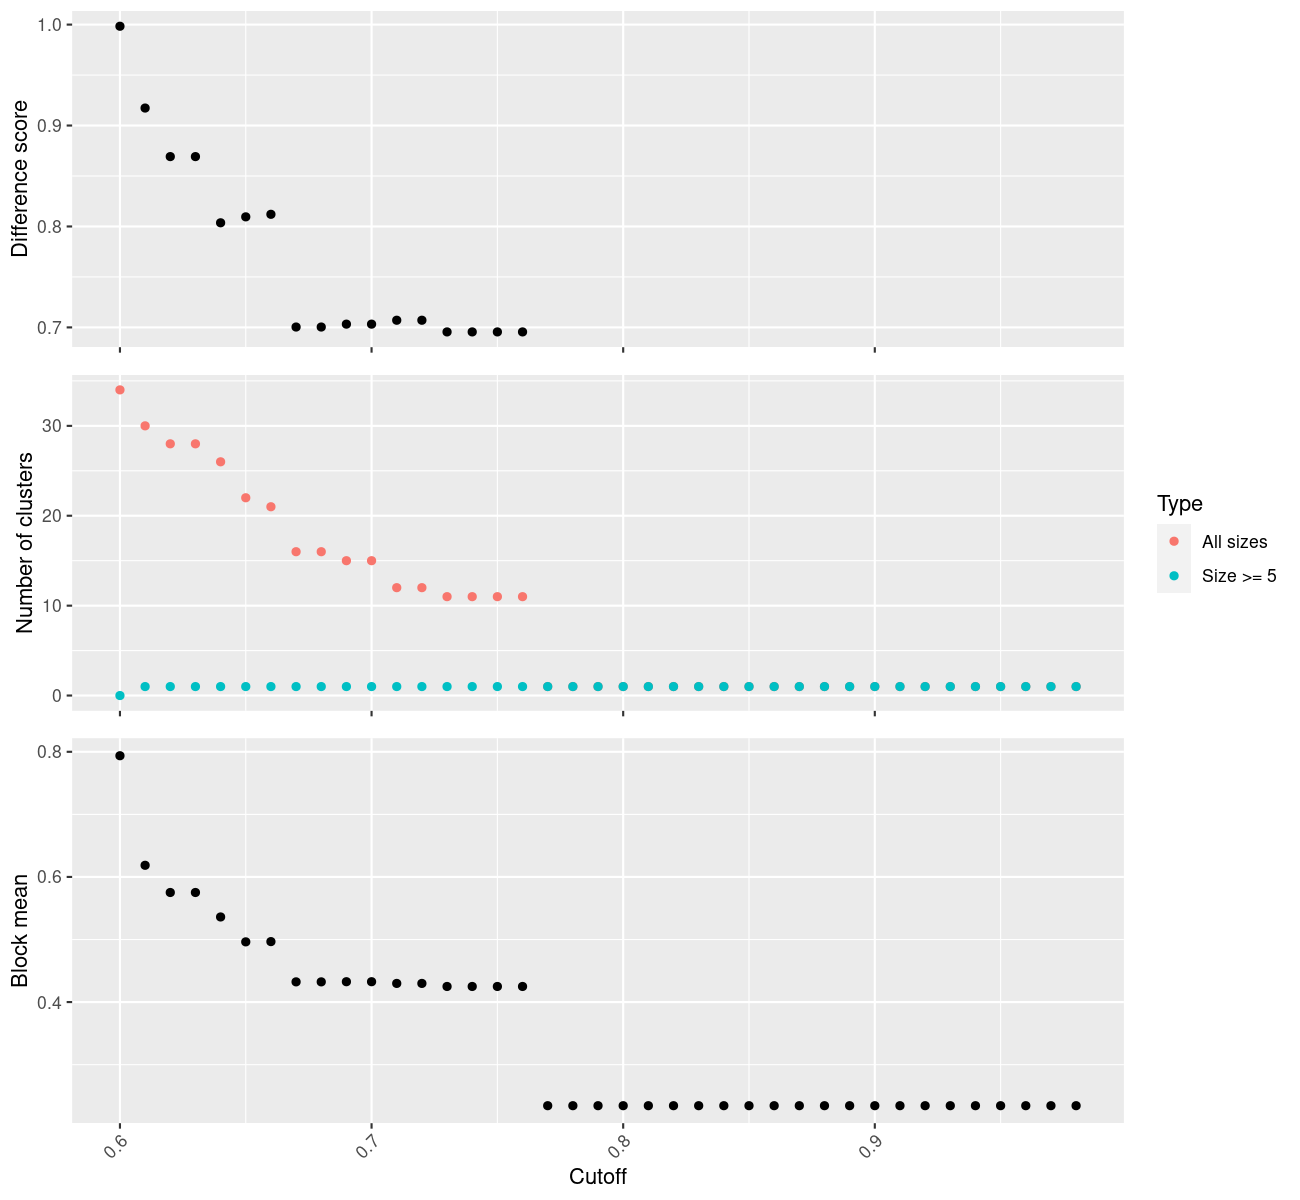 Difference score
1.0
0.9
0.8
0.7
Number of clusters
30
20
10
0
Type
All sizes
Size >= 5
Block mean
0.8
0.6
0.4
0.6
0.7
0.8
0.9
Cutoff